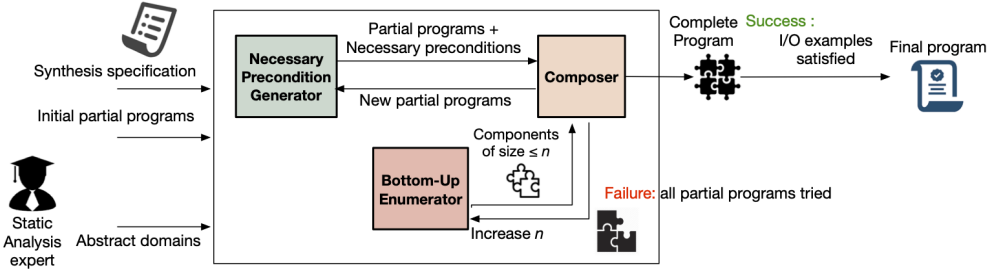 Synthesis specification
Initial partial programs
Static
Analysis
expert
Abstract domains
Necessary
Precondition
Generator
Partial programs +
Necessary preconditions
New partial programs
Composer
Bottom-Up
Enumerator
Components
of size ≤ n
Increase n
Complete
Program
Success :
I/O examples
satisfied
Failure: all partial programs tried
Final program